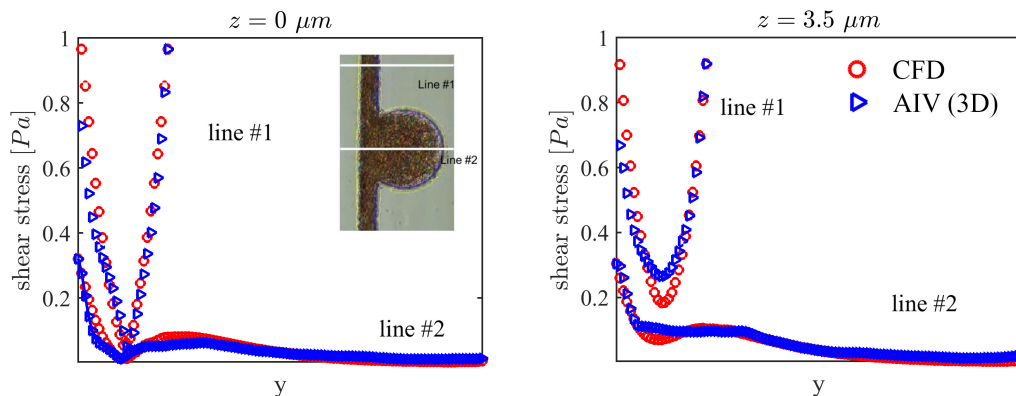 z = 0 μm
shear stress [Pa]
1
0.8
0.6
0.4
0.2
line #1
line #2
Line #1
Line #2
y
z = 3.5 μm
shear stress [Pa]
1
0.8
0.6
0.4
0.2
CFD
AIV (3D)
line #1
line #2
y